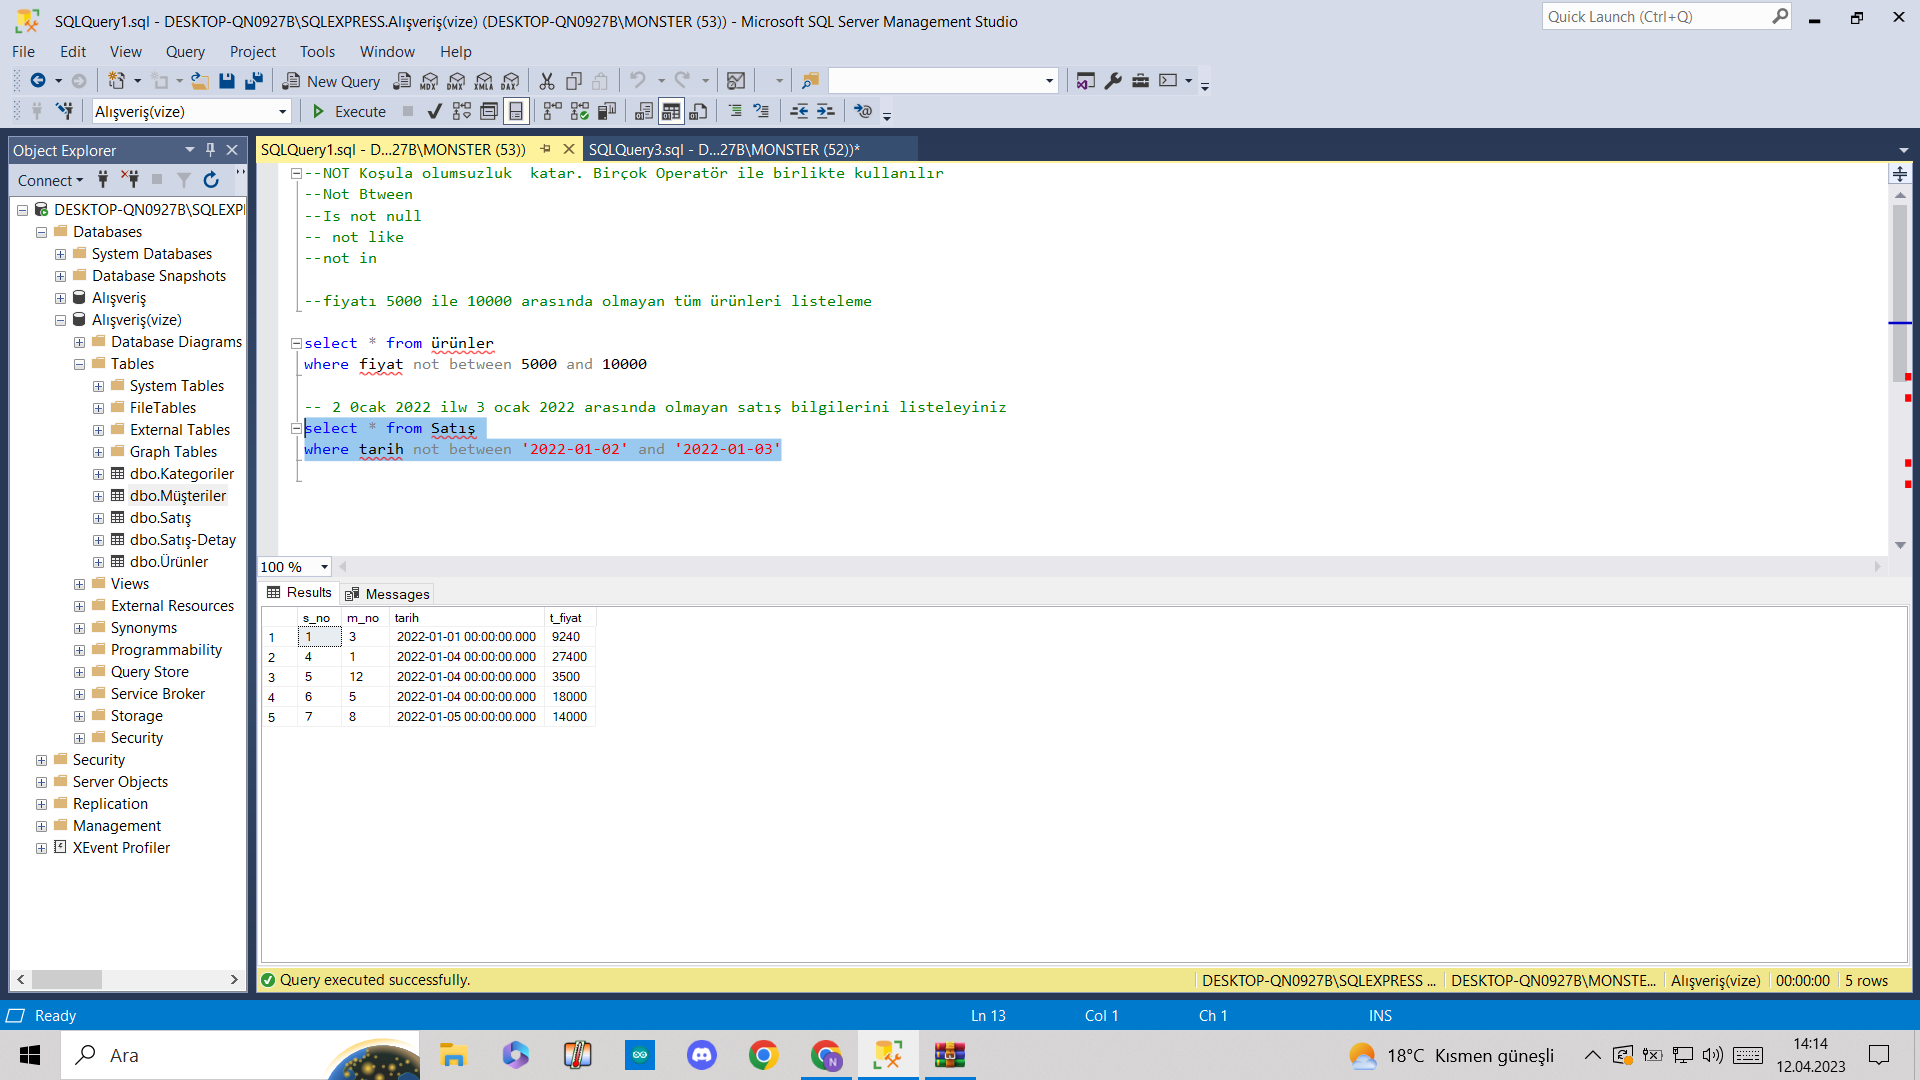 SQLQuery1.sql - DESKTOP-QN0927B\SQLEXPRESS.Alışveriş(vize) (DESKTOP-QN0927B\MONSTER (53)) - Microsoft SQL Server Management Studio
Quick Launch (Ctrl+Q)
File Edit View Query Project Tools Window Help
New Query
MDX DMX XMLA DAX
Alışveriş(vize)
Execute
Object Explorer
SQLQuery1.sql - D...27B\MONSTER (53))
SQLQuery3.sql - D...27B\MONSTER (52))*
Connect
DESKTOP-QN0927B\SQLEXPI
Databases
System Databases
Database Snapshots
Alışveriş
Alışveriş(vize)
Database Diagrams
Tables
System Tables
FileTables
External Tables
Graph Tables
dbo.Kategoriler
dbo.Müşteriler
dbo.Satış
dbo.Satış-Detay
dbo.Ürünler
Views
External Resources
Synonyms
Programmability
Query Store
Service Broker
Storage
Security
Security
Server Objects
Replication
Management
XEvent Profiler
--NOT Koşula olumsuzluk  katar. Birçok Operatör ile birlikte kullanılır
--Not Btween
--Is not null
-- not like
--not in
--fiyatı 5000 ile 10000 arasında olmayan tüm ürünleri listeleme
select * from ürünler
where fiyat not between 5000 and 10000
-- 2 0cak 2022 ilw 3 ocak 2022 arasında olmayan satış bilgilerini listeleyiniz
select * from Satış
where tarih not between '2022-01-02' and '2022-01-03'
100 %
Results Messages
s_no m_no tarih t_fiyat
1 1 3 2022-01-01 00:00:00.000 9240
2 4 1 2022-01-04 00:00:00.000 27400
3 5 12 2022-01-04 00:00:00.000 3500
4 6 5 2022-01-04 00:00:00.000 18000
5 7 8 2022-01-05 00:00:00.000 14000
Query executed successfully.
DESKTOP-QN0927B\SQLEXPRESS ... DESKTOP-QN0927B\MONSTE... Alışveriş(vize) 00:00:00 5 rows
Ready Ln 13 Col 1 Ch 1 INS
Ara
N
18°C Kısmen güneşli
14:14
12.04.2023